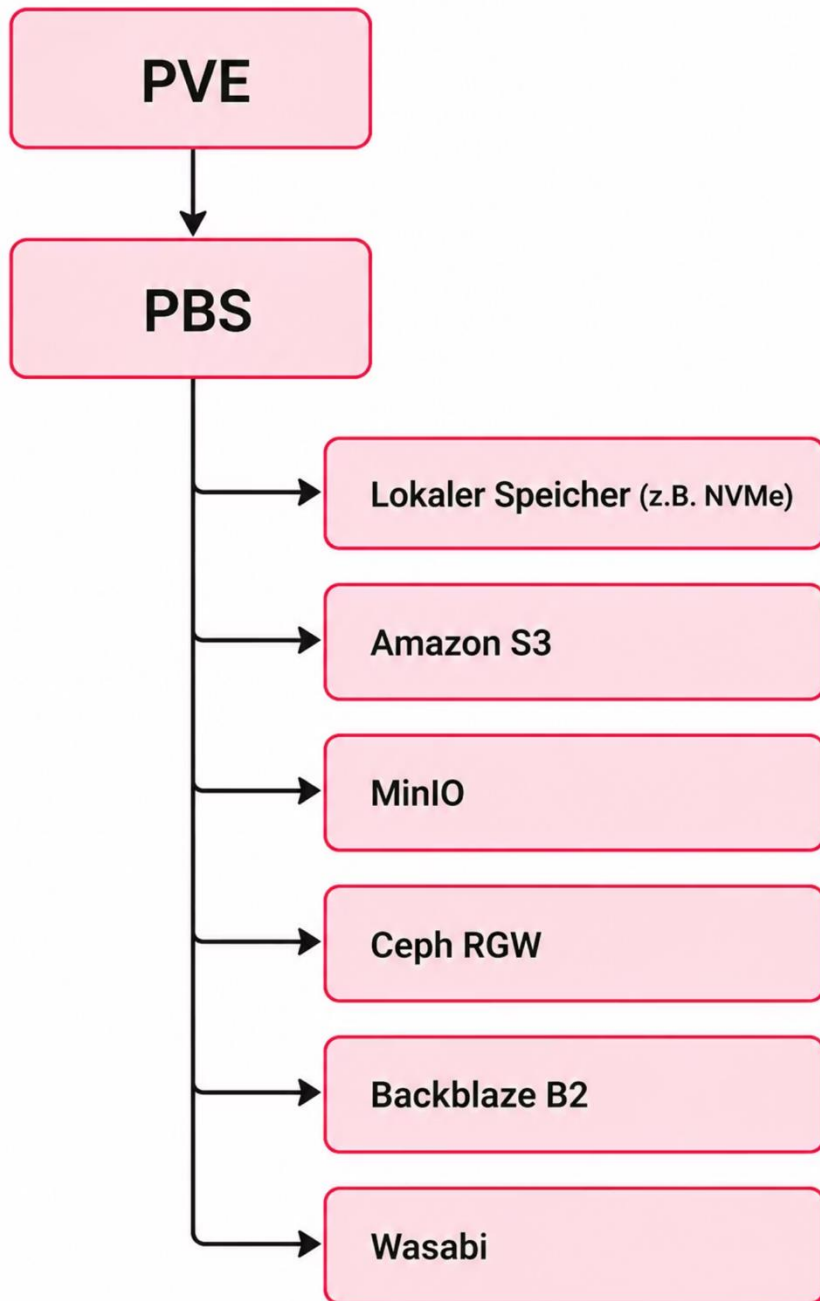 PVE
PBS
Lokaler Speicher (z.B. NVMe)
Amazon S3
MinIO
Ceph RGW
Backblaze B2
Wasabi